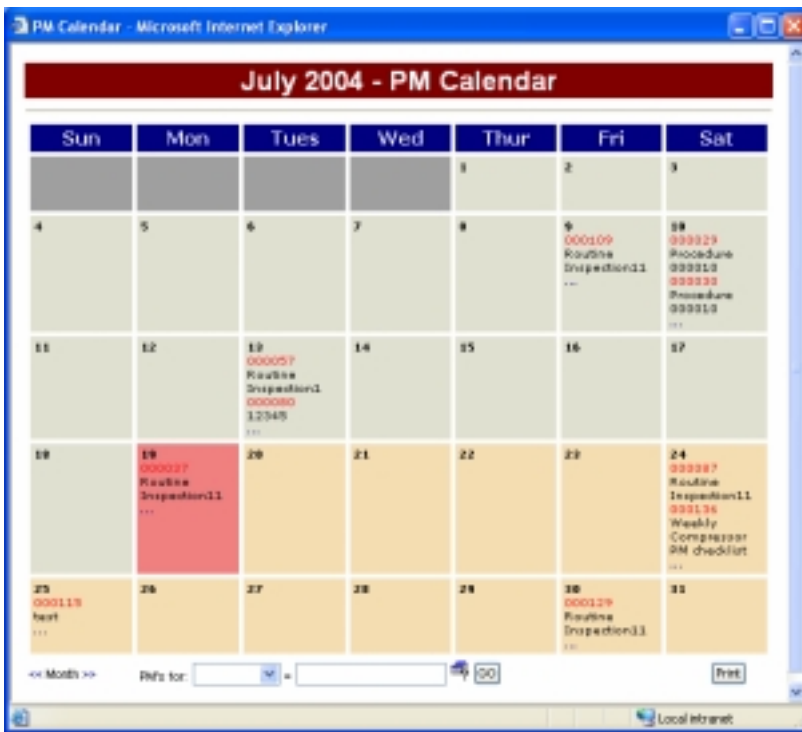 PM Calendar - Microsoft Internet Explorer
July 2004 - PM Calendar
Sun Mon Tues Wed Thur Fri Sat
1 2 3
4 5 6 7 8 9 10
000109
Routine
Inspection11
...
000029
Procedure
000010
000030
Procedure
000010
...
11 12 13 14 15 16 17
000057
Routine
Inspection1
000080
12345
...
18 19 20 21 22 23 24
000037
Routine
Inspection11
...
000087
Routine
Inspection11
000136
Weekly
Compressor
PM checklist
...
25 26 27 28 29 30 31
000115
test
...
000129
Routine
Inspection11
...
<< Month >> PM's for: = GO Print
Local intranet